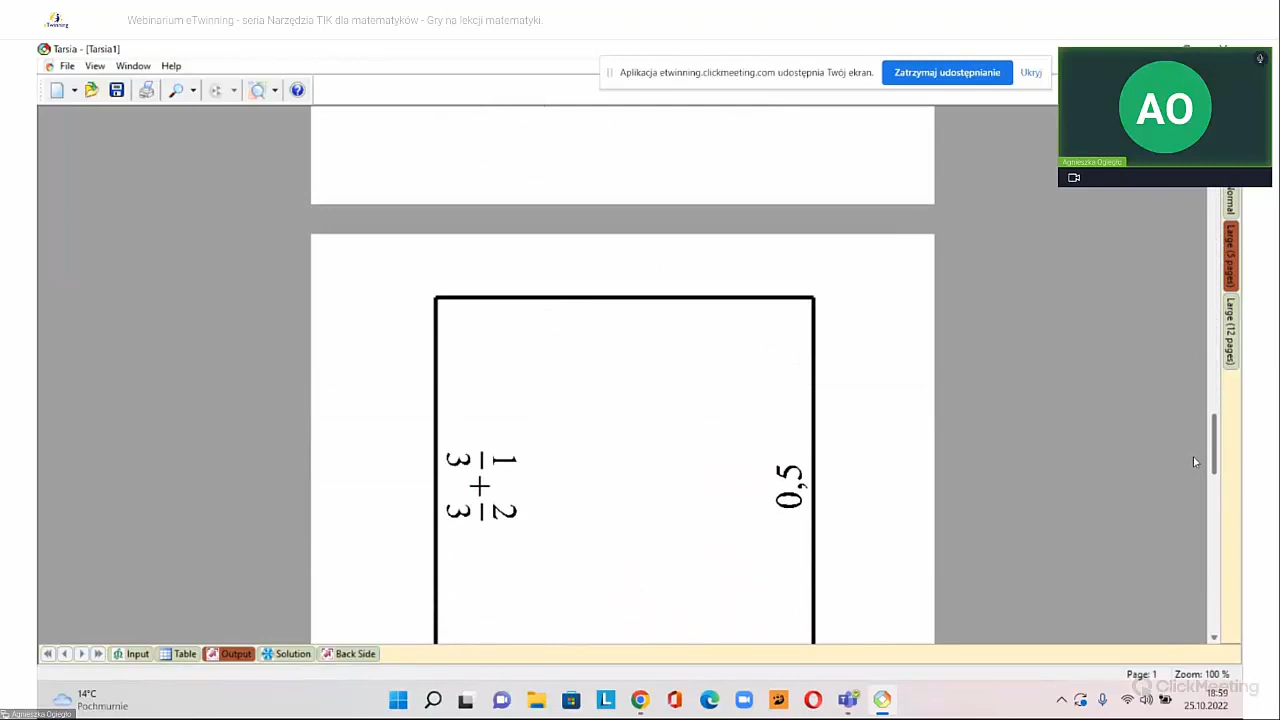 eTwinning
Webinarium eTwinning - seria Narzędzia TIK dla matematyków - Gry na lekcji matematyki.
Tarsia - [Tarsia1]
File View Window Help
Aplikacja etwinning.clickmeeting.com udostępnia Twój ekran. Zatrzymaj udostępnianie Ukryj
AO
Agnieszka Ogiegło
Normal
Large (5 pages)
Large (12 pages)
1/3 + 2/3
0,5
Input Table Output Solution Back Side
Page: 1 Zoom: 100 %
ClickMeeting
14°C
Pochmurnie
18:59
25.10.2022
Agnieszka Ogiegło